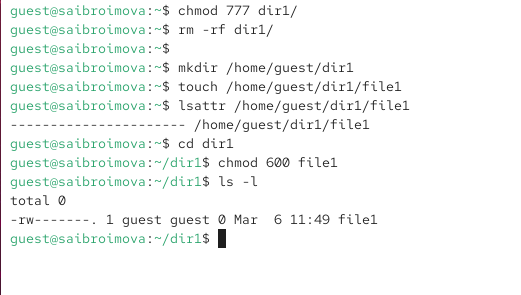 guest@saibroimova:~$ chmod 777 dir1/
guest@saibroimova:~$ rm -rf dir1/
guest@saibroimova:~$
guest@saibroimova:~$ mkdir /home/guest/dir1
guest@saibroimova:~$ touch /home/guest/dir1/file1
guest@saibroimova:~$ lsattr /home/guest/dir1/file1
---------------------- /home/guest/dir1/file1
guest@saibroimova:~$ cd dir1
guest@saibroimova:~/dir1$ chmod 600 file1
guest@saibroimova:~/dir1$ ls -l
total 0
-rw-------. 1 guest guest 0 Mar  6 11:49 file1
guest@saibroimova:~/dir1$